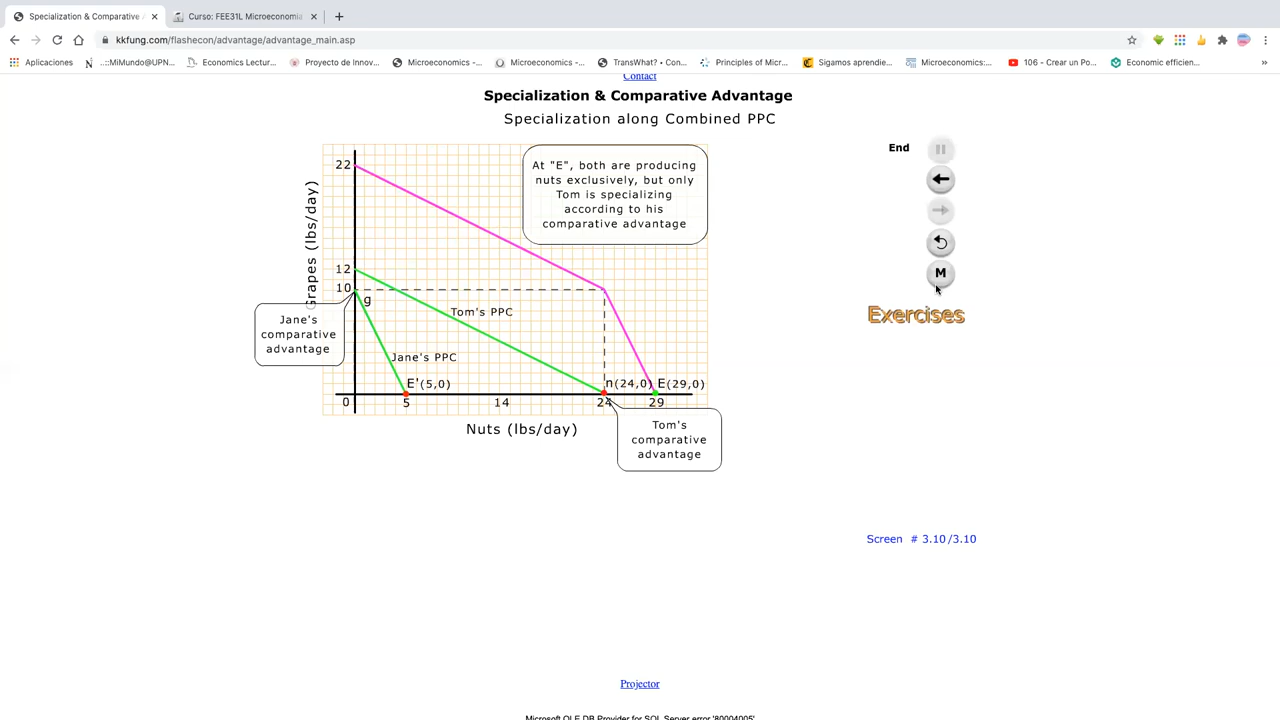 Specialization & Comparative A
Curso: FEE31L Microeconomia
kkfung.com/flashecon/advantage/advantage_main.asp
Aplicaciones
N ..::MiMundo@UPN...
Economics Lectur...
Proyecto de Innov...
Microeconomics -...
Microeconomics -...
TransWhat? ‹ Con...
Principles of Micr...
Sigamos aprendie...
Microeconomics:...
106 - Crear un Po...
Economic efficien...
»
Contact
Specialization & Comparative Advantage
Specialization along Combined PPC
End
At "E", both are producing
nuts exclusively, but only
Tom is specializing
according to his
comparative advantage
Grapes (lbs/day)
22
12
10
g
Jane's
comparative
advantage
Tom's PPC
Jane's PPC
E'(5,0)
n(24,0)
E(29,0)
0
5
14
24
29
Nuts (lbs/day)
Tom's
comparative
advantage
M
Exercises
Screen # 3.10/3.10
Projector
Microsoft OLE DB Provider for SQL Server error '80004005'